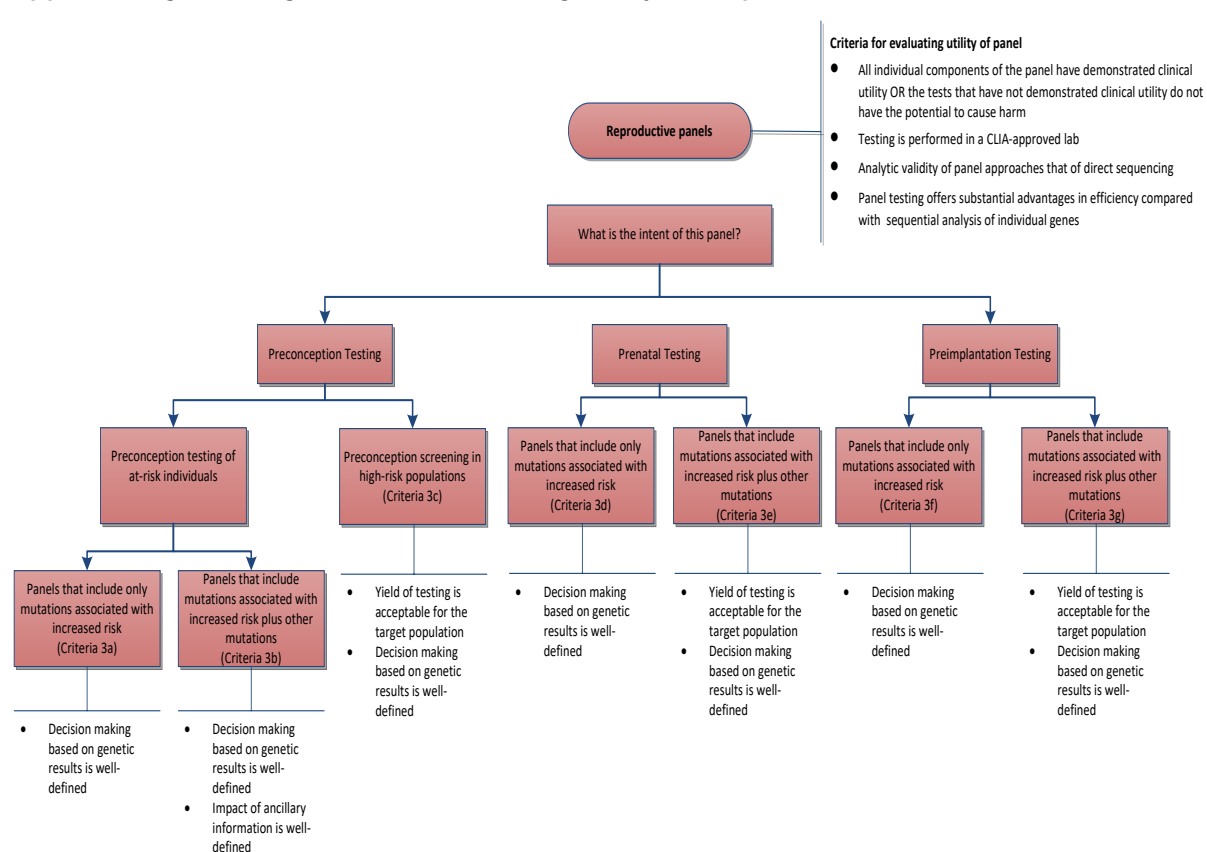 Criteria for evaluating utility of panel
● All individual components of the panel have demonstrated clinical
utility OR the tests that have not demonstrated clinical utility do not
have the potential to cause harm
● Testing is performed in a CLIA-approved lab
● Analytic validity of panel approaches that of direct sequencing
● Panel testing offers substantial advantages in efficiency compared
with sequential analysis of individual genes
Reproductive panels
What is the intent of this panel?
Preconception Testing
Prenatal Testing
Preimplantation Testing
Preconception testing of
at-risk individuals
Preconception screening in
high-risk populations
(Criteria 3c)
Panels that include only
mutations associated with
increased risk
(Criteria 3d)
Panels that include
mutations associated with
increased risk plus other
mutations
(Criteria 3e)
Panels that include only
mutations associated with
increased risk
(Criteria 3f)
Panels that include
mutations associated with
increased risk plus other
mutations
(Criteria 3g)
Panels that include only
mutations associated with
increased risk
(Criteria 3a)
Panels that include
mutations associated with
increased risk plus other
mutations
(Criteria 3b)
• Yield of testing is
acceptable for the
target population
• Decision making
based on genetic
results is well-
defined
• Decision making
based on genetic
results is well-
defined
• Yield of testing is
acceptable for the
target population
• Decision making
based on genetic
results is well-
defined
• Decision making
based on genetic
results is well-
defined
• Yield of testing is
acceptable for the
target population
• Decision making
based on genetic
results is well-
defined
• Decision making
based on genetic
results is well-
defined
• Decision making
based on genetic
results is well-
defined
• Impact of ancillary
information is well-
defined